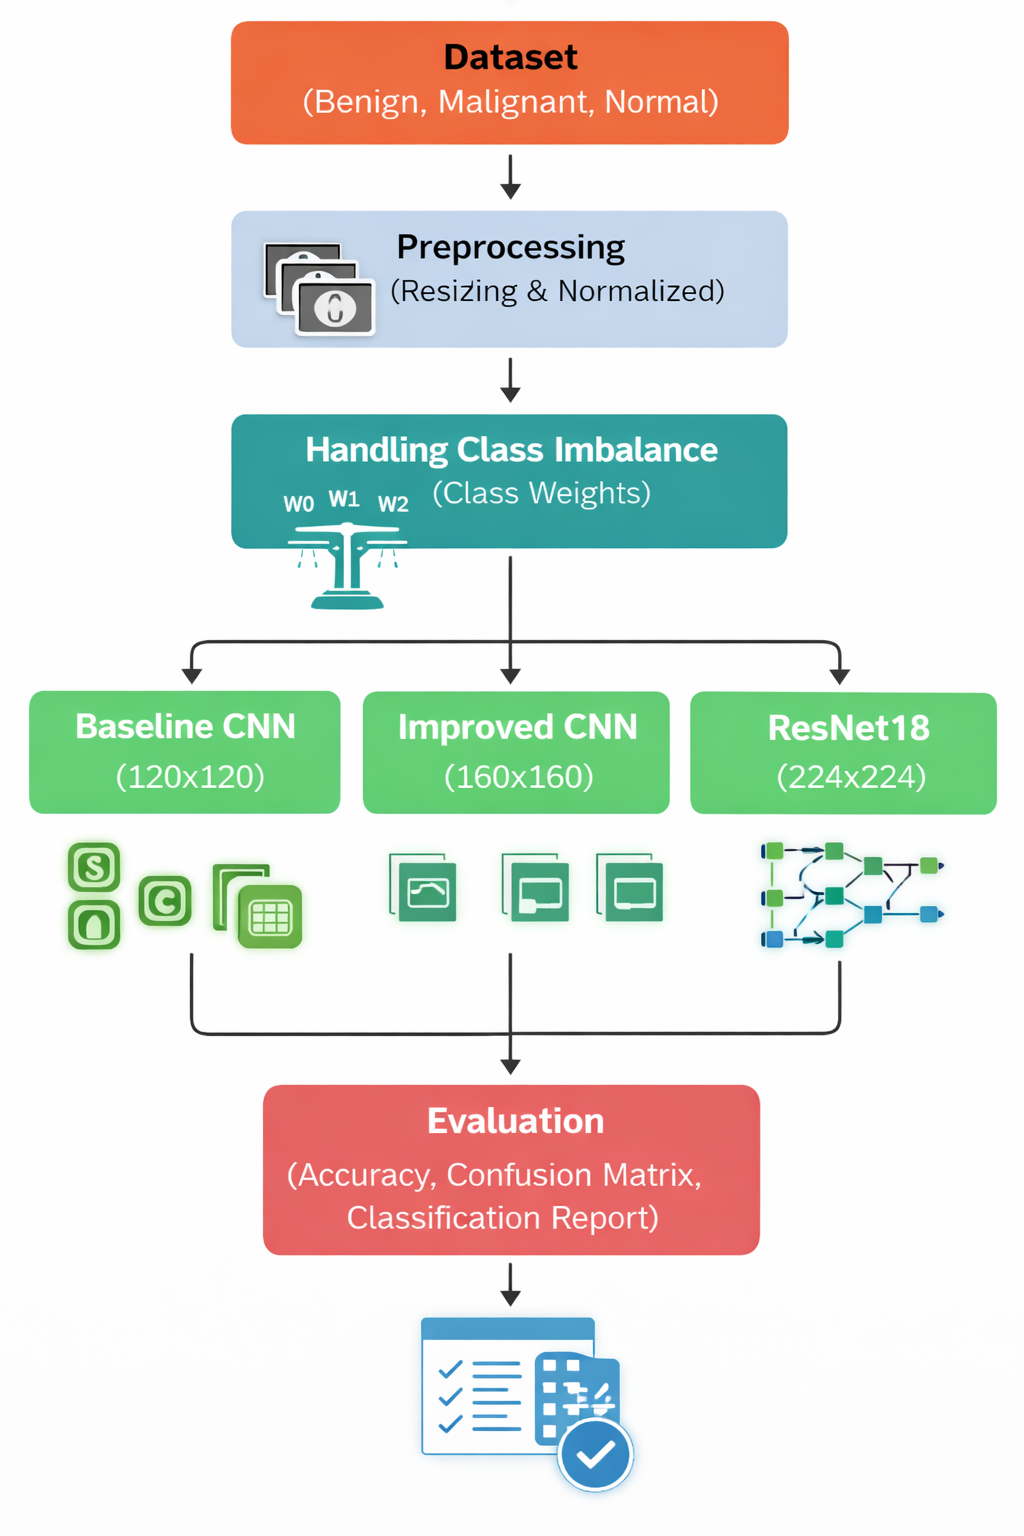 Dataset
(Benign, Malignant, Normal)
Preprocessing
(Resizing & Normalized)
Handling Class Imbalance
(Class Weights)
W0 W1 W2
Baseline CNN
(120x120)
Improved CNN
(160x160)
ResNet18
(224x224)
S
C
Evaluation
(Accuracy, Confusion Matrix,
Classification Report)